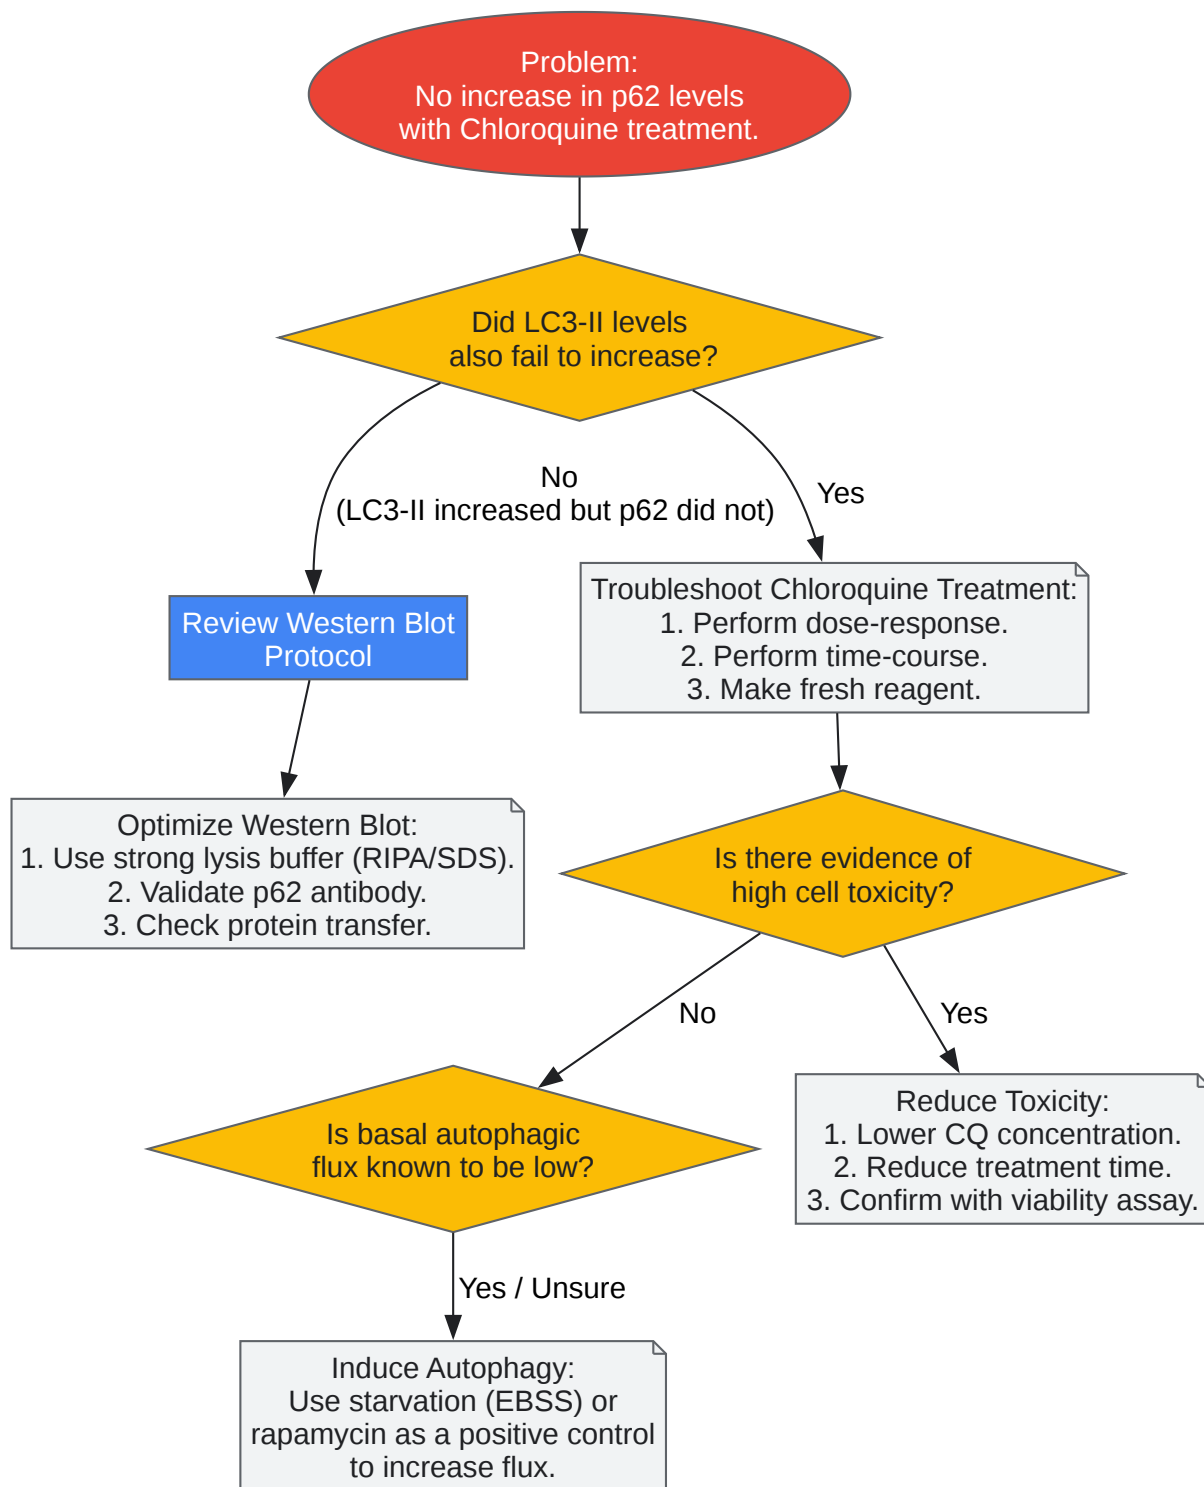 Problem:
No increase in p62 levels
with Chloroquine treatment.
Did LC3-II levels
also fail to increase?
No
(LC3-II increased but p62 did not)
Yes
Review Western Blot
Protocol
Troubleshoot Chloroquine Treatment:
1. Perform dose-response.
2. Perform time-course.
3. Make fresh reagent.
Optimize Western Blot:
1. Use strong lysis buffer (RIPA/SDS).
2. Validate p62 antibody.
3. Check protein transfer.
Is there evidence of
high cell toxicity?
No
Yes
Is basal autophagic
flux known to be low?
Reduce Toxicity:
1. Lower CQ concentration.
2. Reduce treatment time.
3. Confirm with viability assay.
Yes / Unsure
Induce Autophagy:
Use starvation (EBSS) or
rapamycin as a positive control
to increase flux.